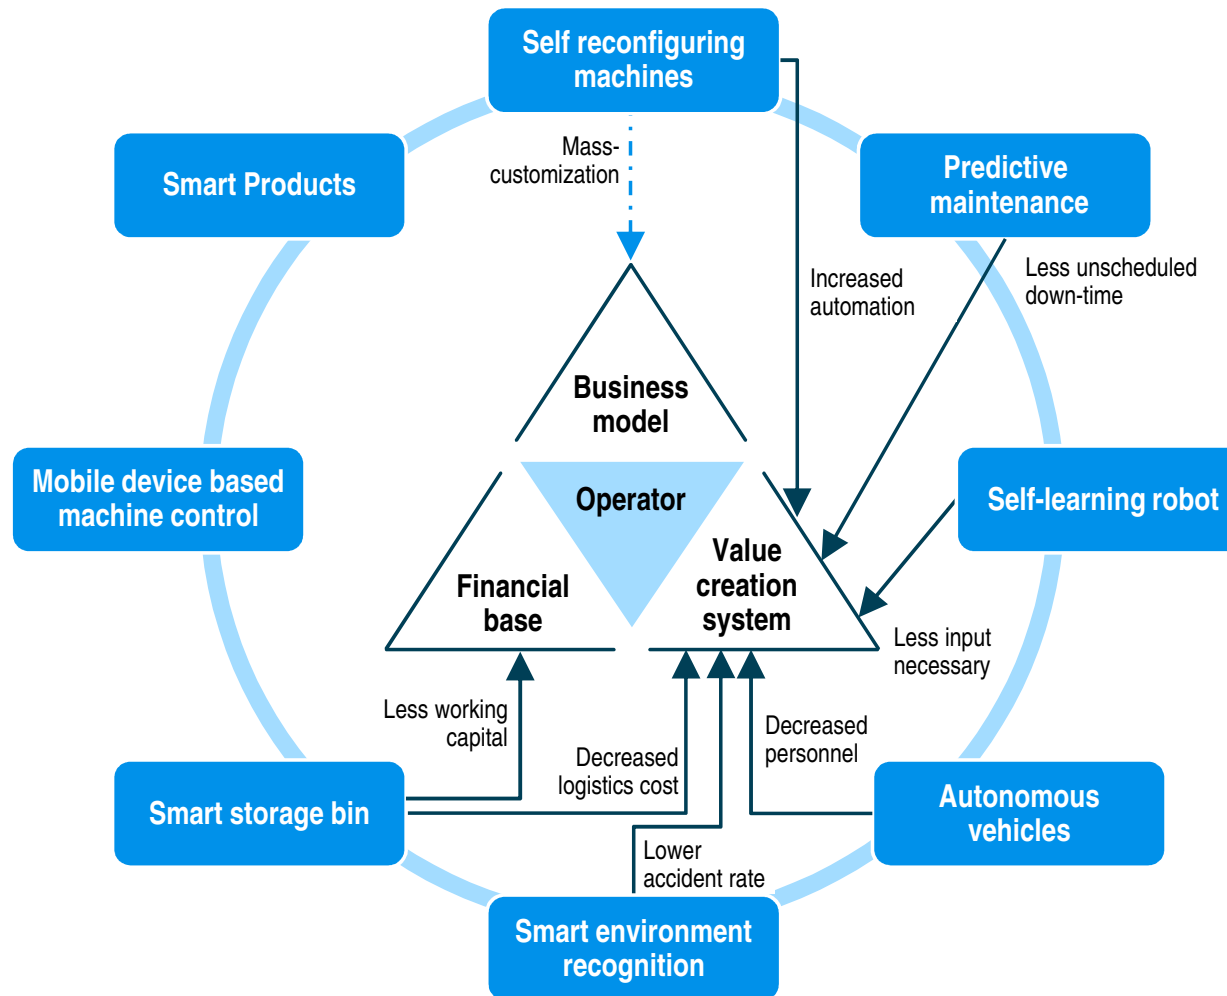 Self reconfiguring
machines
Smart Products
Mass-
customization
Predictive
maintenance
Increased
automation
Less unscheduled
down-time
Business
model
Mobile device based
machine control
Operator
Self-learning robot
Financial
base
Value
creation
system
Less input
necessary
Less working
capital
Decreased
logistics cost
Decreased
personnel
Smart storage bin
Autonomous
vehicles
Lower
accident rate
Smart environment
recognition